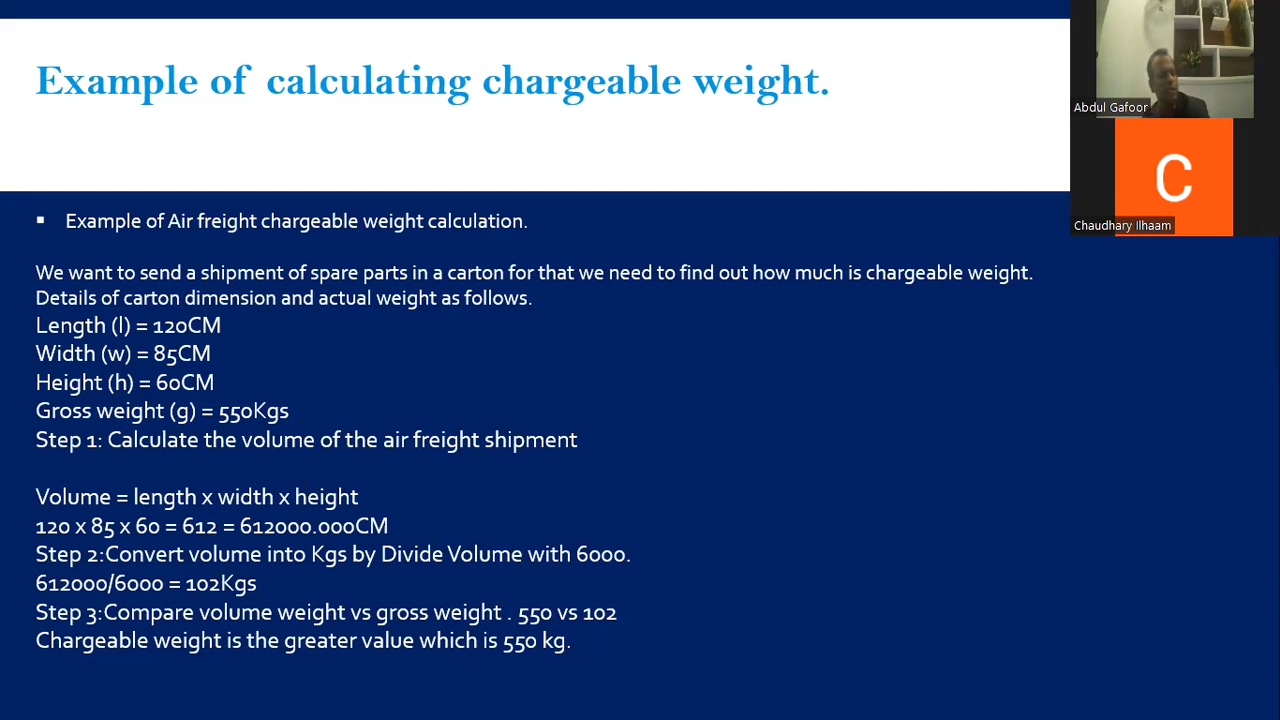 Example of calculating chargeable weight.
Abdul Gafoor
C
Chaudhary Ilhaam
▪ Example of Air freight chargeable weight calculation.
We want to send a shipment of spare parts in a carton for that we need to find out how much is chargeable weight.
Details of carton dimension and actual weight as follows.
Length (l) = 120CM
Width (w) = 85CM
Height (h) = 60CM
Gross weight (g) = 550Kgs
Step 1: Calculate the volume of the air freight shipment
Volume = length x width x height
120 x 85 x 60 = 612 = 612000.000CM
Step 2:Convert volume into Kgs by Divide Volume with 6000.
612000/6000 = 102Kgs
Step 3:Compare volume weight vs gross weight . 550 vs 102
Chargeable weight is the greater value which is 550 kg.